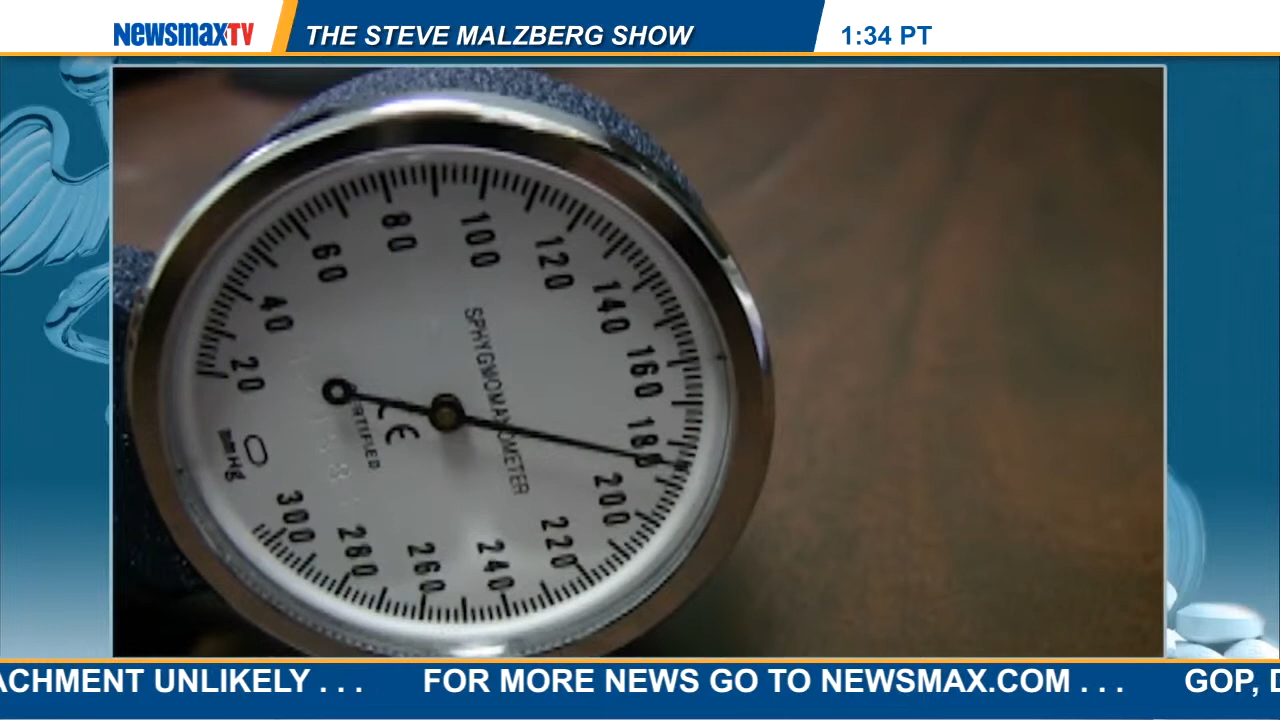 NEWSMAXTV
THE STEVE MALZBERG SHOW
1:34 PT
20
40
60
80
100
120
140
160
180
200
220
240
260
280
300
0
mmHg
SPHYGMOMANOMETER
CE
CERTIFIED
ACHMENT UNLIKELY . . . FOR MORE NEWS GO TO NEWSMAX.COM . . . GOP, D